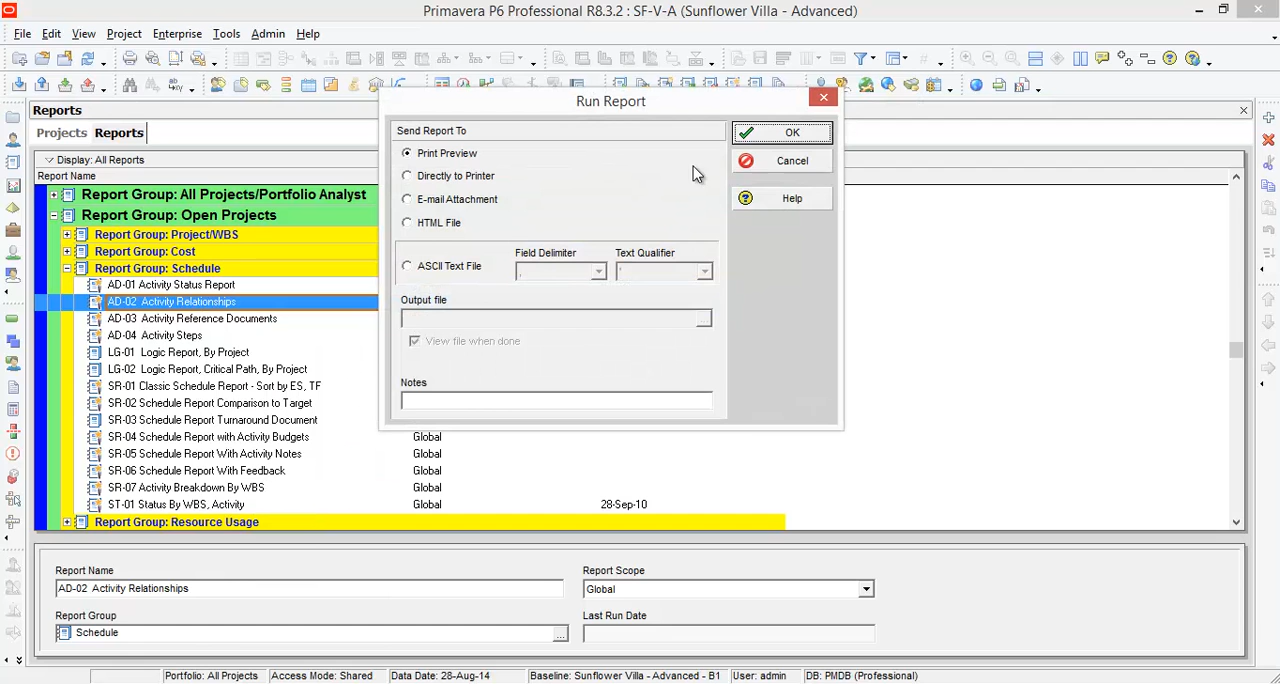 Primavera P6 Professional R8.3.2 : SF-V-A (Sunflower Villa - Advanced)
File Edit View Project Enterprise Tools Admin Help
Reports
Projects Reports
Display: All Reports
Report Name
Report Group: All Projects/Portfolio Analyst
Report Group: Open Projects
Report Group: Project/WBS
Report Group: Cost
Report Group: Schedule
AD-01 Activity Status Report
AD-02 Activity Relationships
AD-03 Activity Reference Documents
AD-04 Activity Steps
LG-01 Logic Report, By Project
LG-02 Logic Report, Critical Path, By Project
SR-01 Classic Schedule Report - Sort by ES, TF
SR-02 Schedule Report Comparison to Target
SR-03 Schedule Report Turnaround Document
SR-04 Schedule Report with Activity Budgets Global
SR-05 Schedule Report With Activity Notes Global
SR-06 Schedule Report With Feedback Global
SR-07 Activity Breakdown By WBS Global
ST-01 Status By WBS, Activity Global 28-Sep-10
Report Group: Resource Usage
Run Report
Send Report To
Print Preview
Directly to Printer
E-mail Attachment
HTML File
Field Delimiter Text Qualifier
ASCII Text File , '
Output file
...
View file when done
Notes
OK
Cancel
Help
Report Name Report Scope
AD-02 Activity Relationships Global
Report Group Last Run Date
Schedule ...
Portfolio: All Projects Access Mode: Shared Data Date: 28-Aug-14 Baseline: Sunflower Villa - Advanced - B1 User: admin DB: PMDB (Professional)